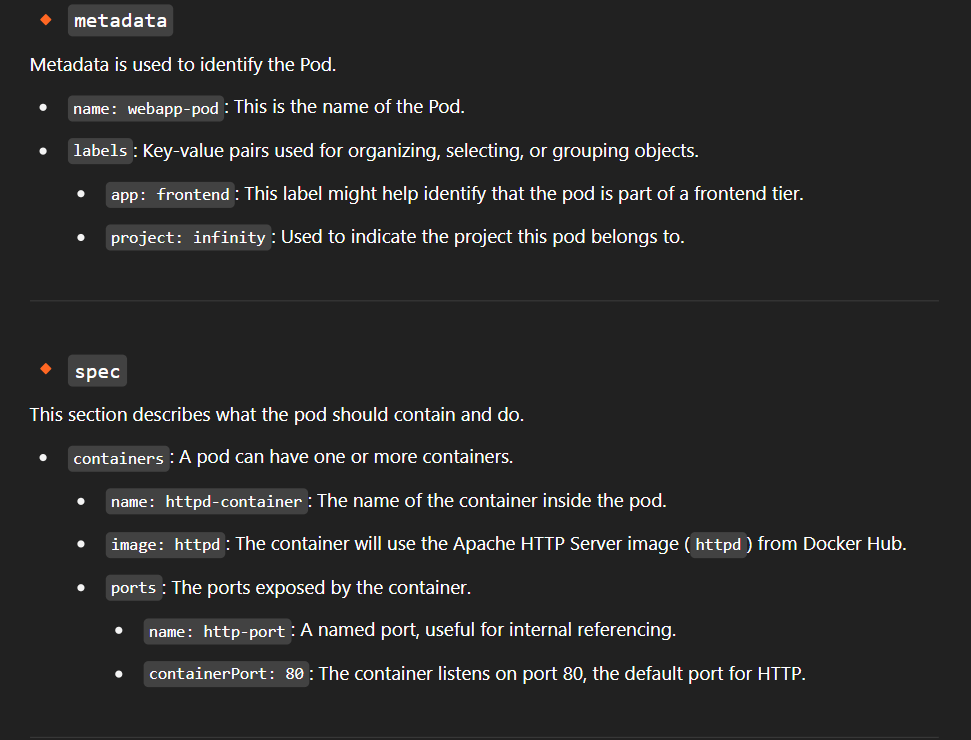 metadata
Metadata is used to identify the Pod.
name: webapp-pod: This is the name of the Pod.
labels: Key-value pairs used for organizing, selecting, or grouping objects.
app: frontend: This label might help identify that the pod is part of a frontend tier.
project: infinity: Used to indicate the project this pod belongs to.
spec
This section describes what the pod should contain and do.
containers: A pod can have one or more containers.
name: httpd-container: The name of the container inside the pod.
image: httpd: The container will use the Apache HTTP Server image (httpd) from Docker Hub.
ports: The ports exposed by the container.
name: http-port: A named port, useful for internal referencing.
containerPort: 80: The container listens on port 80, the default port for HTTP.